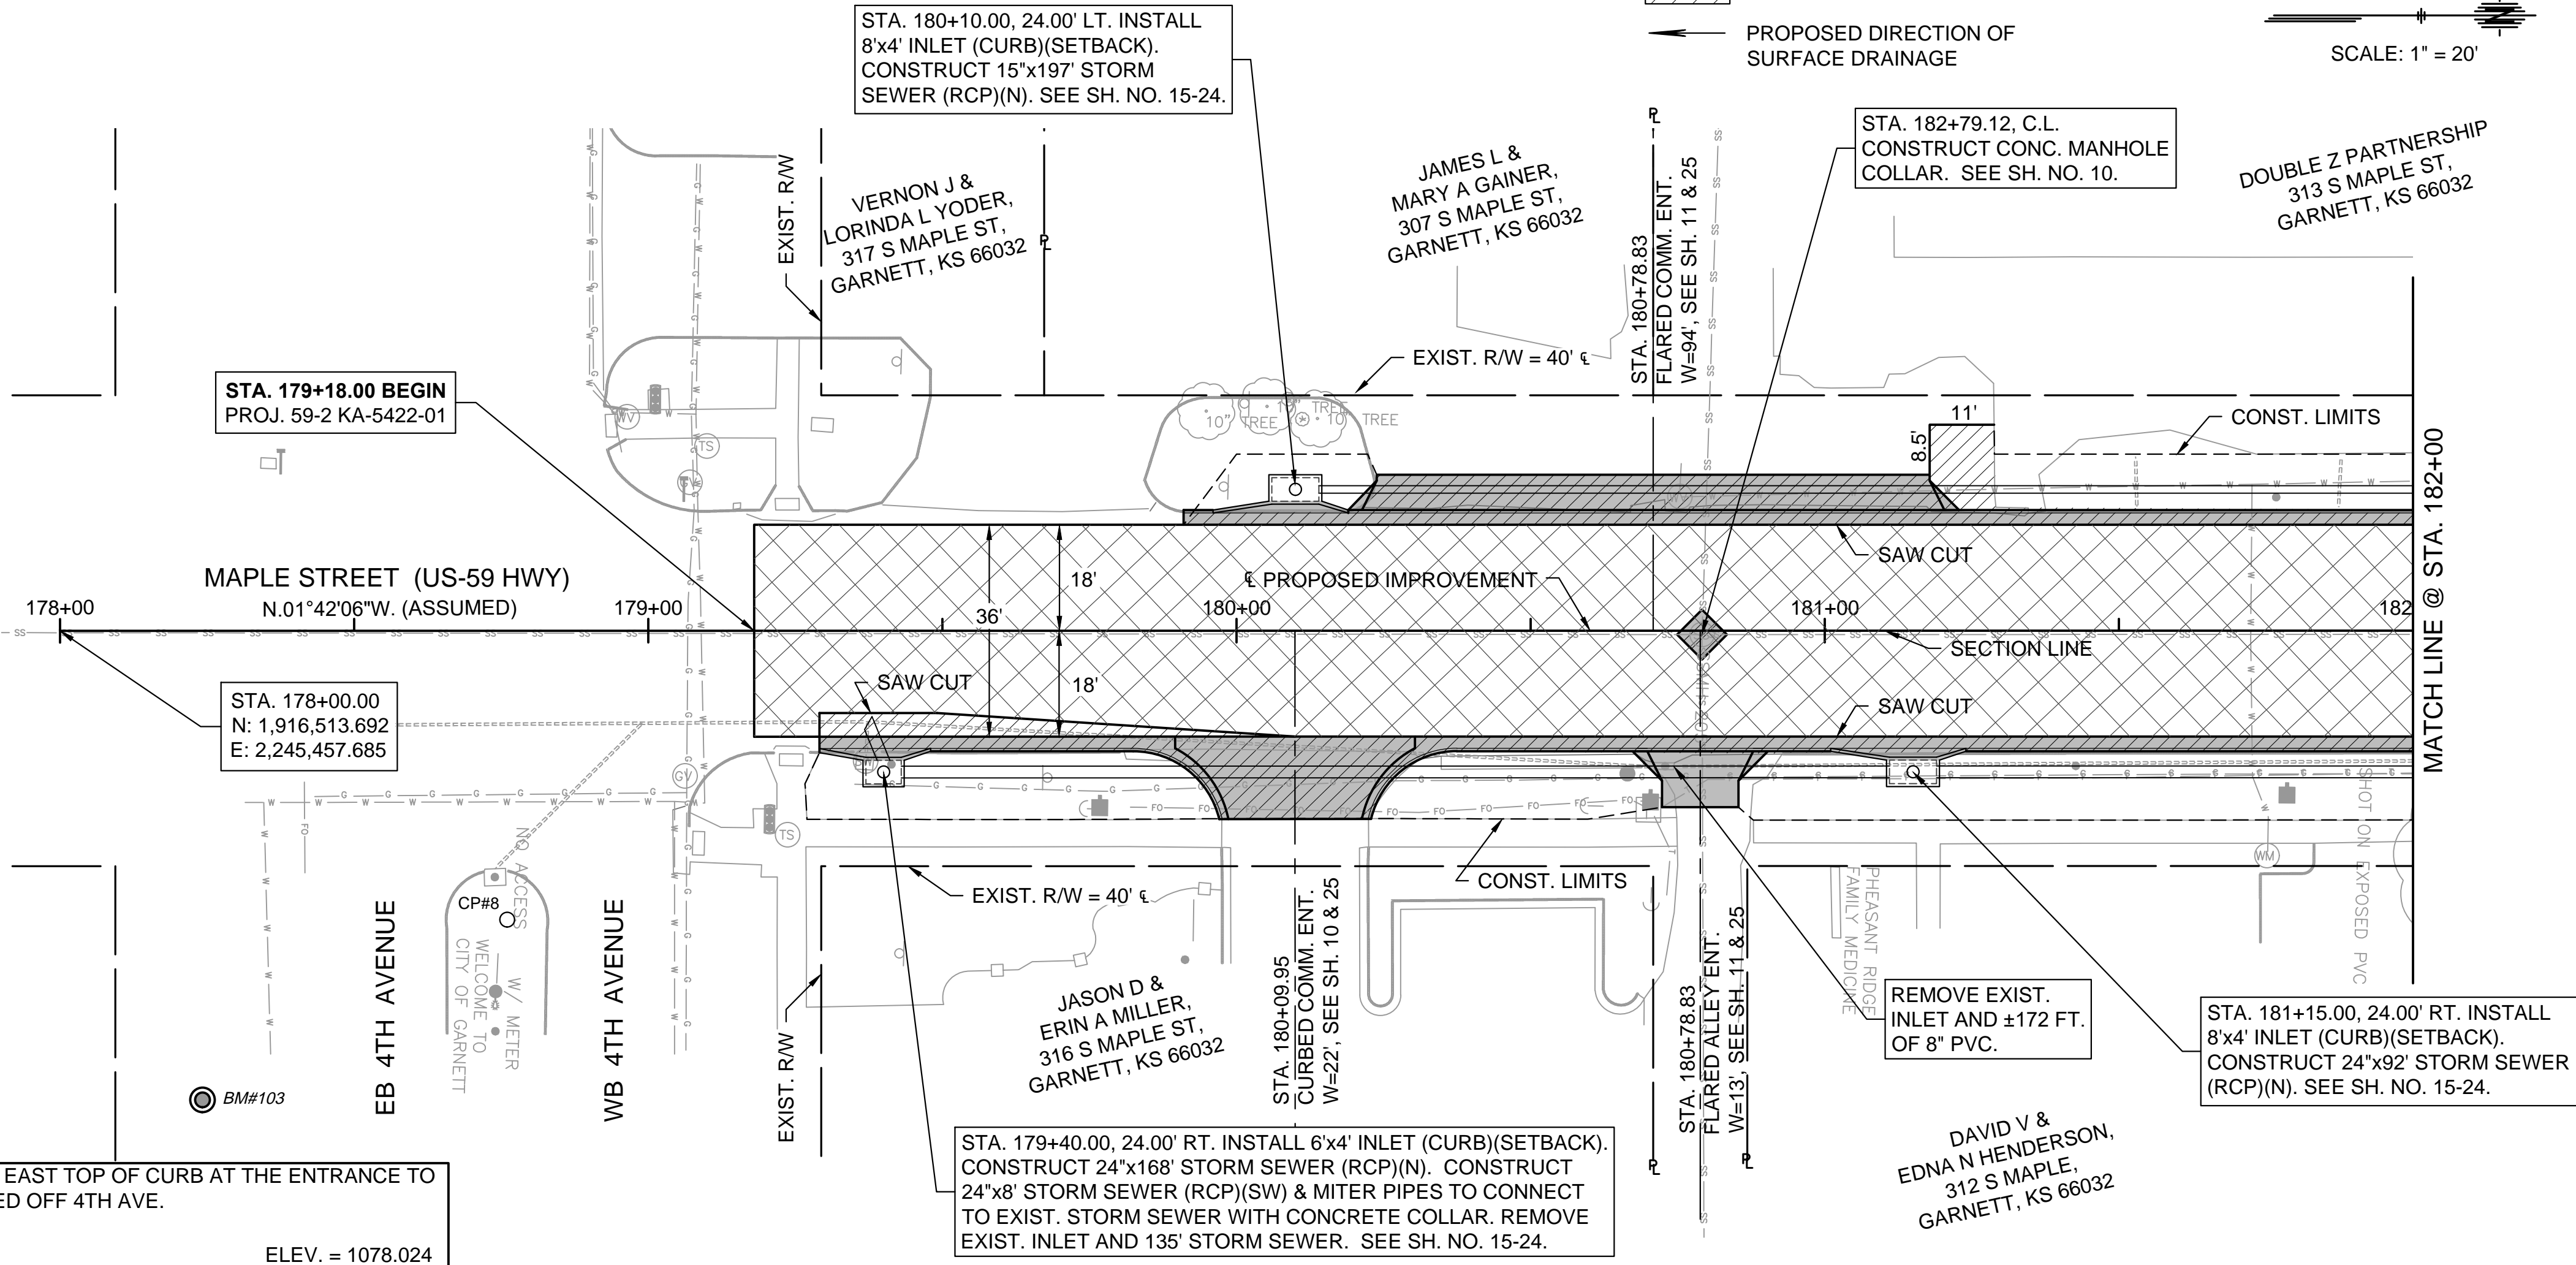 STA. 180+10.00, 24.00' LT. INSTALL
8'x4' INLET (CURB)(SETBACK).
CONSTRUCT 15"x197' STORM
SEWER (RCP)(N). SEE SH. NO. 15-24.
PROPOSED DIRECTION OF
SURFACE DRAINAGE
SCALE: 1" = 20'
STA. 182+79.12, C.L.
CONSTRUCT CONC. MANHOLE
COLLAR. SEE SH. NO. 10.
DOUBLE Z PARTNERSHIP
313 S MAPLE ST,
GARNETT, KS 66032
EXIST. R/W
VERNON J &
LORINDA L YODER,
317 S MAPLE ST,
GARNETT, KS 66032
JAMES L &
MARY A GAINER,
307 S MAPLE ST,
GARNETT, KS 66032
STA. 180+78.83
FLARED COMM. ENT.
W=94', SEE SH. 11 & 25
EXIST. R/W = 40' ℄
STA. 179+18.00 BEGIN
PROJ. 59-2 KA-5422-01
10" TREE
TREE
10" TREE
11'
8.5'
CONST. LIMITS
WV
TS
GV
SAW CUT
MATCH LINE @ STA. 182+00
MAPLE STREET (US-59 HWY)
N.01°42'06"W. (ASSUMED)
178+00
179+00
36'
18'
18'
℄ PROPOSED IMPROVEMENT
180+00
181+00
182
SECTION LINE
SAW CUT
SAW CUT
STA. 178+00.00
N: 1,916,513.692
E: 2,245,457.685
GV
TS
CONST. LIMITS
EXIST. R/W = 40' ℄
WM
SHOT ON EXPOSED PVC
PHEASANT RIDGE
FAMILY MEDICINE
CP#8
NO ACCESS
W/ METER
WELCOME TO
CITY OF GARNETT
EB 4TH AVENUE
WB 4TH AVENUE
EXIST. R/W
JASON D &
ERIN A MILLER,
316 S MAPLE ST,
GARNETT, KS 66032
STA. 180+09.95
CURBED COMM. ENT.
W=22', SEE SH. 10 & 25
STA. 180+78.83
FLARED ALLEY ENT.
W=13', SEE SH. 11 & 25
REMOVE EXIST.
INLET AND ±172 FT.
OF 8" PVC.
STA. 181+15.00, 24.00' RT. INSTALL
8'x4' INLET (CURB)(SETBACK).
CONSTRUCT 24"x92' STORM SEWER
(RCP)(N). SEE SH. NO. 15-24.
BM#103
DAVID V &
EDNA N HENDERSON,
312 S MAPLE,
GARNETT, KS 66032
STA. 179+40.00, 24.00' RT. INSTALL 6'x4' INLET (CURB)(SETBACK).
CONSTRUCT 24"x168' STORM SEWER (RCP)(N). CONSTRUCT
24"x8' STORM SEWER (RCP)(SW) & MITER PIPES TO CONNECT
TO EXIST. STORM SEWER WITH CONCRETE COLLAR. REMOVE
EXIST. INLET AND 135' STORM SEWER. SEE SH. NO. 15-24.
EAST TOP OF CURB AT THE ENTRANCE TO
ED OFF 4TH AVE.
ELEV. = 1078.024